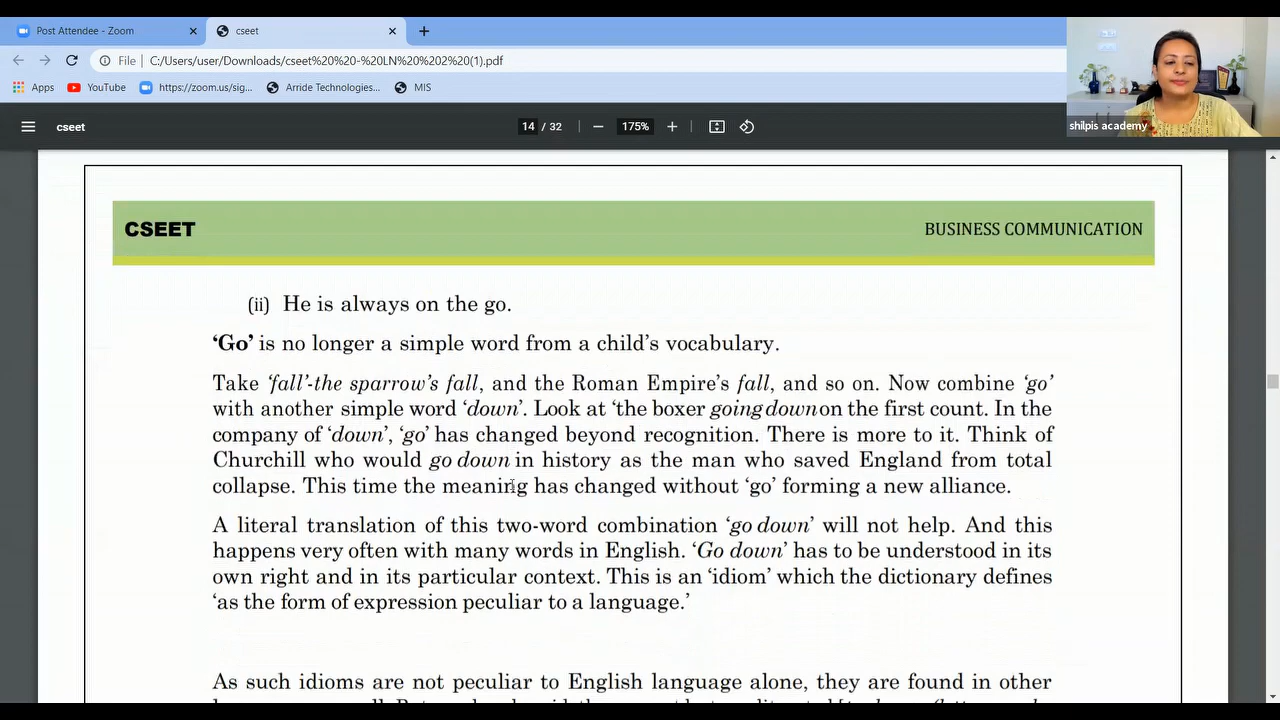 Post Attendee - Zoom
cseet
File
C:/Users/user/Downloads/cseet%20%20-%20LN%20%202%20(1).pdf
Apps
YouTube
https://zoom.us/sig...
Arride Technologies...
MIS
shilpis academy
cseet
14 / 32
175%
CSEET
BUSINESS COMMUNICATION
(ii) He is always on the go.
‘Go’ is no longer a simple word from a child’s vocabulary.
Take ‘fall’-the sparrow’s fall, and the Roman Empire’s fall, and so on. Now combine ‘go’
with another simple word ‘down’. Look at ‘the boxer going down on the first count. In the
company of ‘down’, ‘go’ has changed beyond recognition. There is more to it. Think of
Churchill who would go down in history as the man who saved England from total
collapse. This time the meaning has changed without ‘go’ forming a new alliance.
A literal translation of this two-word combination ‘go down’ will not help. And this
happens very often with many words in English. ‘Go down’ has to be understood in its
own right and in its particular context. This is an ‘idiom’ which the dictionary defines
‘as the form of expression peculiar to a language.’
As such idioms are not peculiar to English language alone, they are found in other